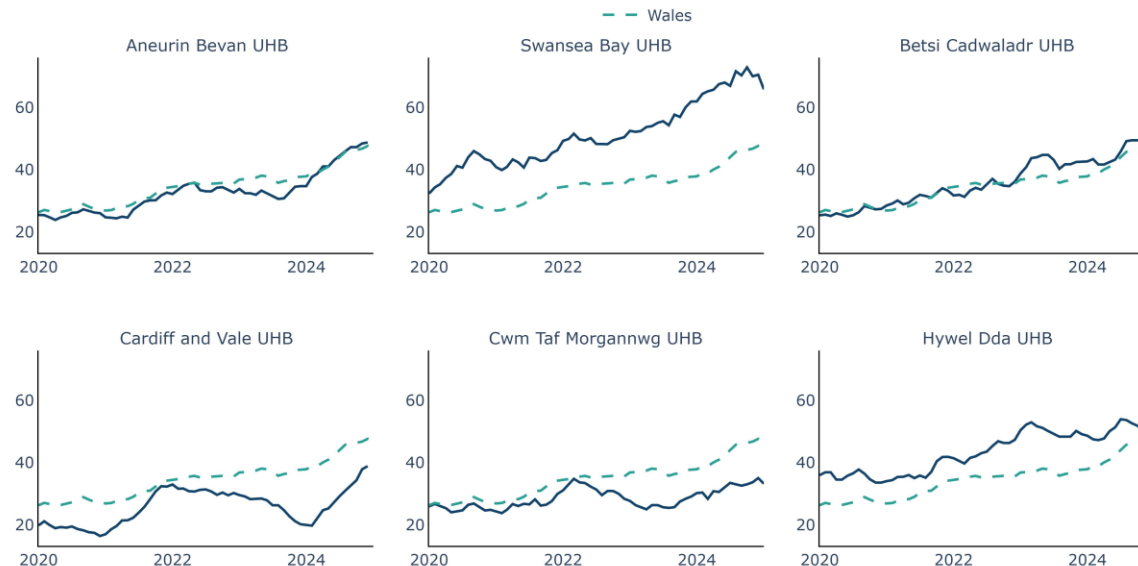 Wales
Aneurin Bevan UHB
Swansea Bay UHB
Betsi Cadwaladr UHB
60
40
20
2020 2022 2024
60
40
20
2020 2022 2024
60
40
20
2020 2022 2024
Cardiff and Vale UHB
Cwm Taf Morgannwg UHB
Hywel Dda UHB
60
40
20
2020 2022 2024
60
40
20
2020 2022 2024
60
40
20
2020 2022 2024